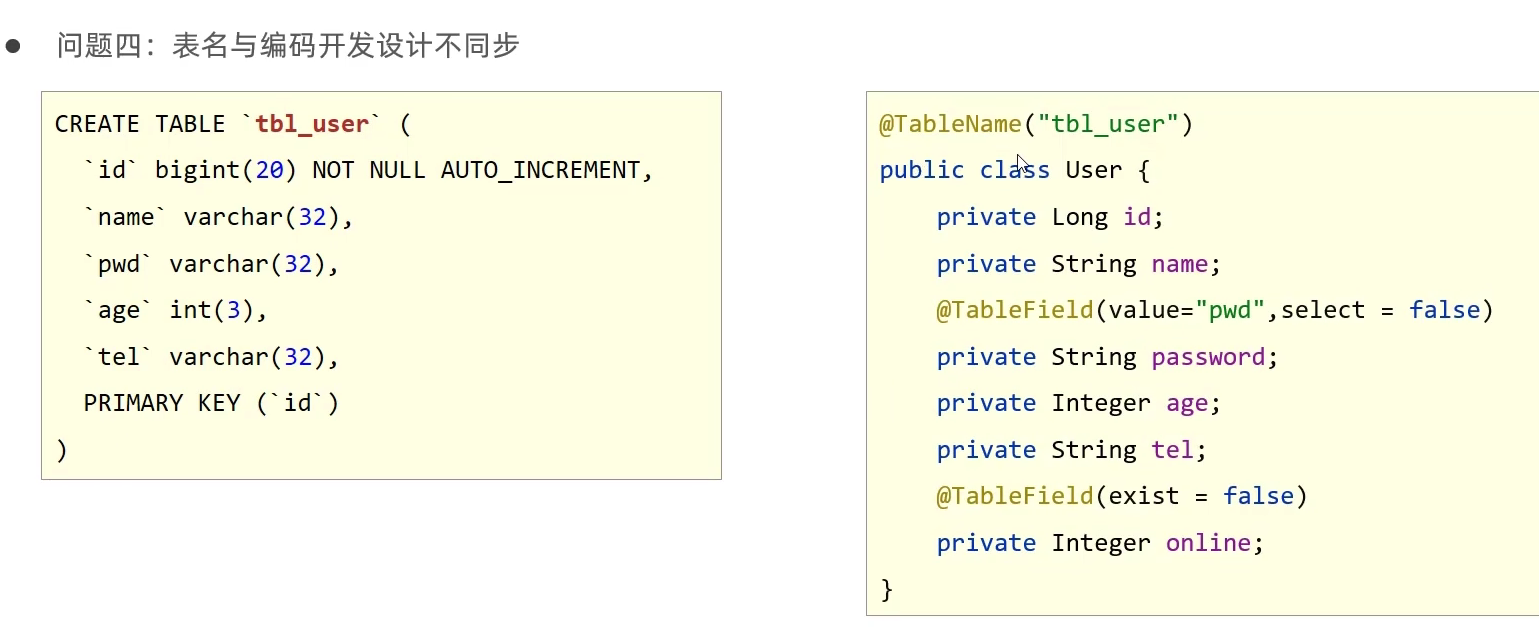 ● 问题四：表名与编码开发设计不同步
CREATE TABLE `tbl_user` (
`id` bigint(20) NOT NULL AUTO_INCREMENT,
`name` varchar(32),
`pwd` varchar(32),
`age` int(3),
`tel` varchar(32),
PRIMARY KEY (`id`)
)
@TableName("tbl_user")
public class User {
private Long id;
private String name;
@TableField(value="pwd",select = false)
private String password;
private Integer age;
private String tel;
@TableField(exist = false)
private Integer online;
}